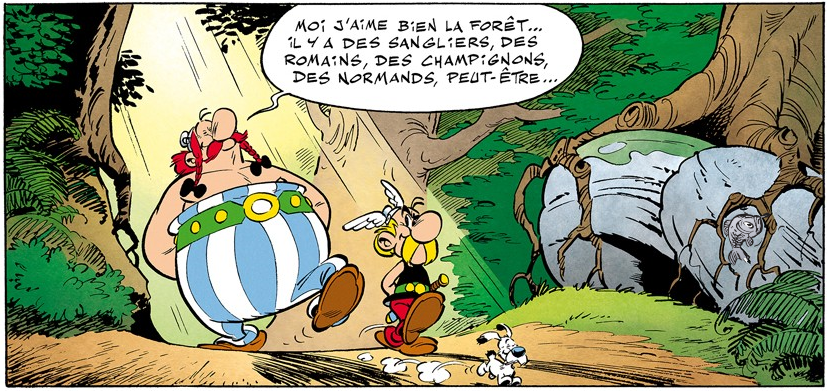 MOI J'AIME BIEN LA FORÊT...
IL Y A DES SANGLIERS, DES
ROMAINS, DES CHAMPIGNONS,
DES NORMANDS, PEUT-ÊTRE...